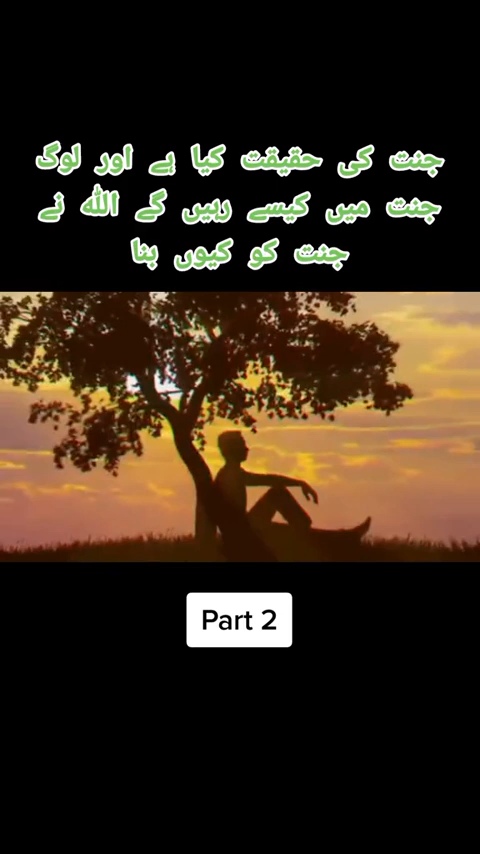 جنت کی حقیقت کیا ہے اور لوگ
جنت میں کیسے رہیں گے اللہ نے
جنت کو کیوں بنا
Part 2